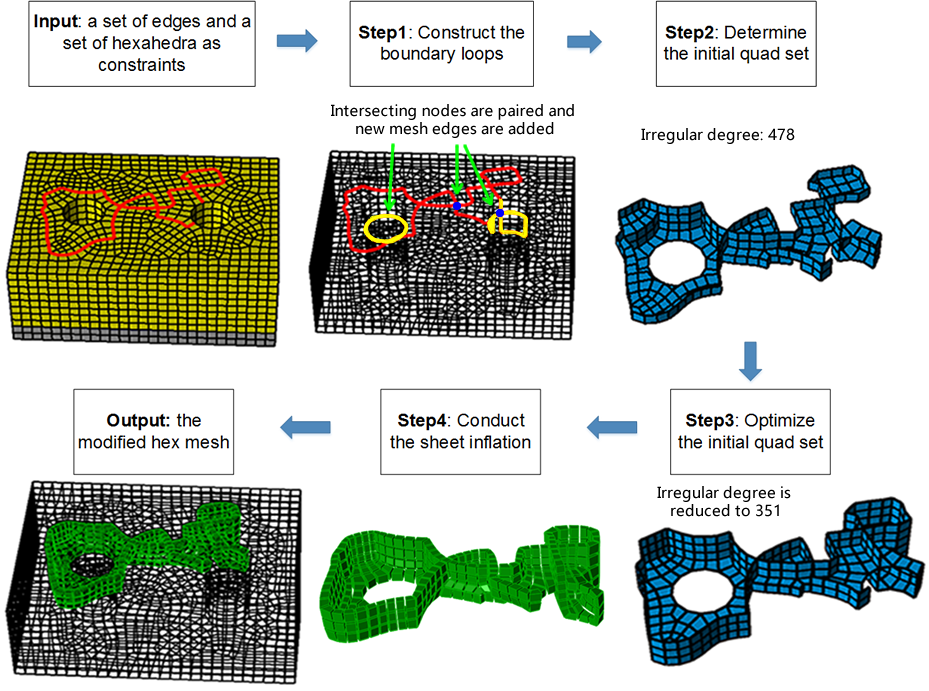 Input: a set of edges and a
set of hexahedra as
constraints
Step1: Construct the
boundary loops
Step2: Determine
the initial quad set
Intersecting nodes are paired and
new mesh edges are added
Irregular degree: 478
Output: the
modified hex mesh
Step4: Conduct
the sheet inflation
Step3: Optimize
the initial quad set
Irregular degree is
reduced to 351